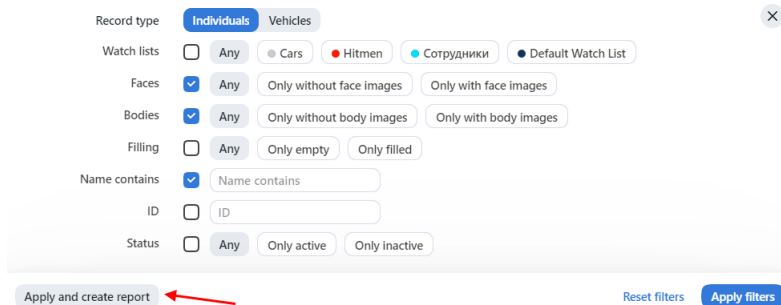 Record type Individuals Vehicles
Watch lists Any Cars Hitmen Сотрудники Default Watch List
Faces Any Only without face images Only with face images
Bodies Any Only without body images Only with body images
Filling Any Only empty Only filled
Name contains Name contains
ID ID
Status Any Only active Only inactive
Apply and create report Reset filters Apply filters